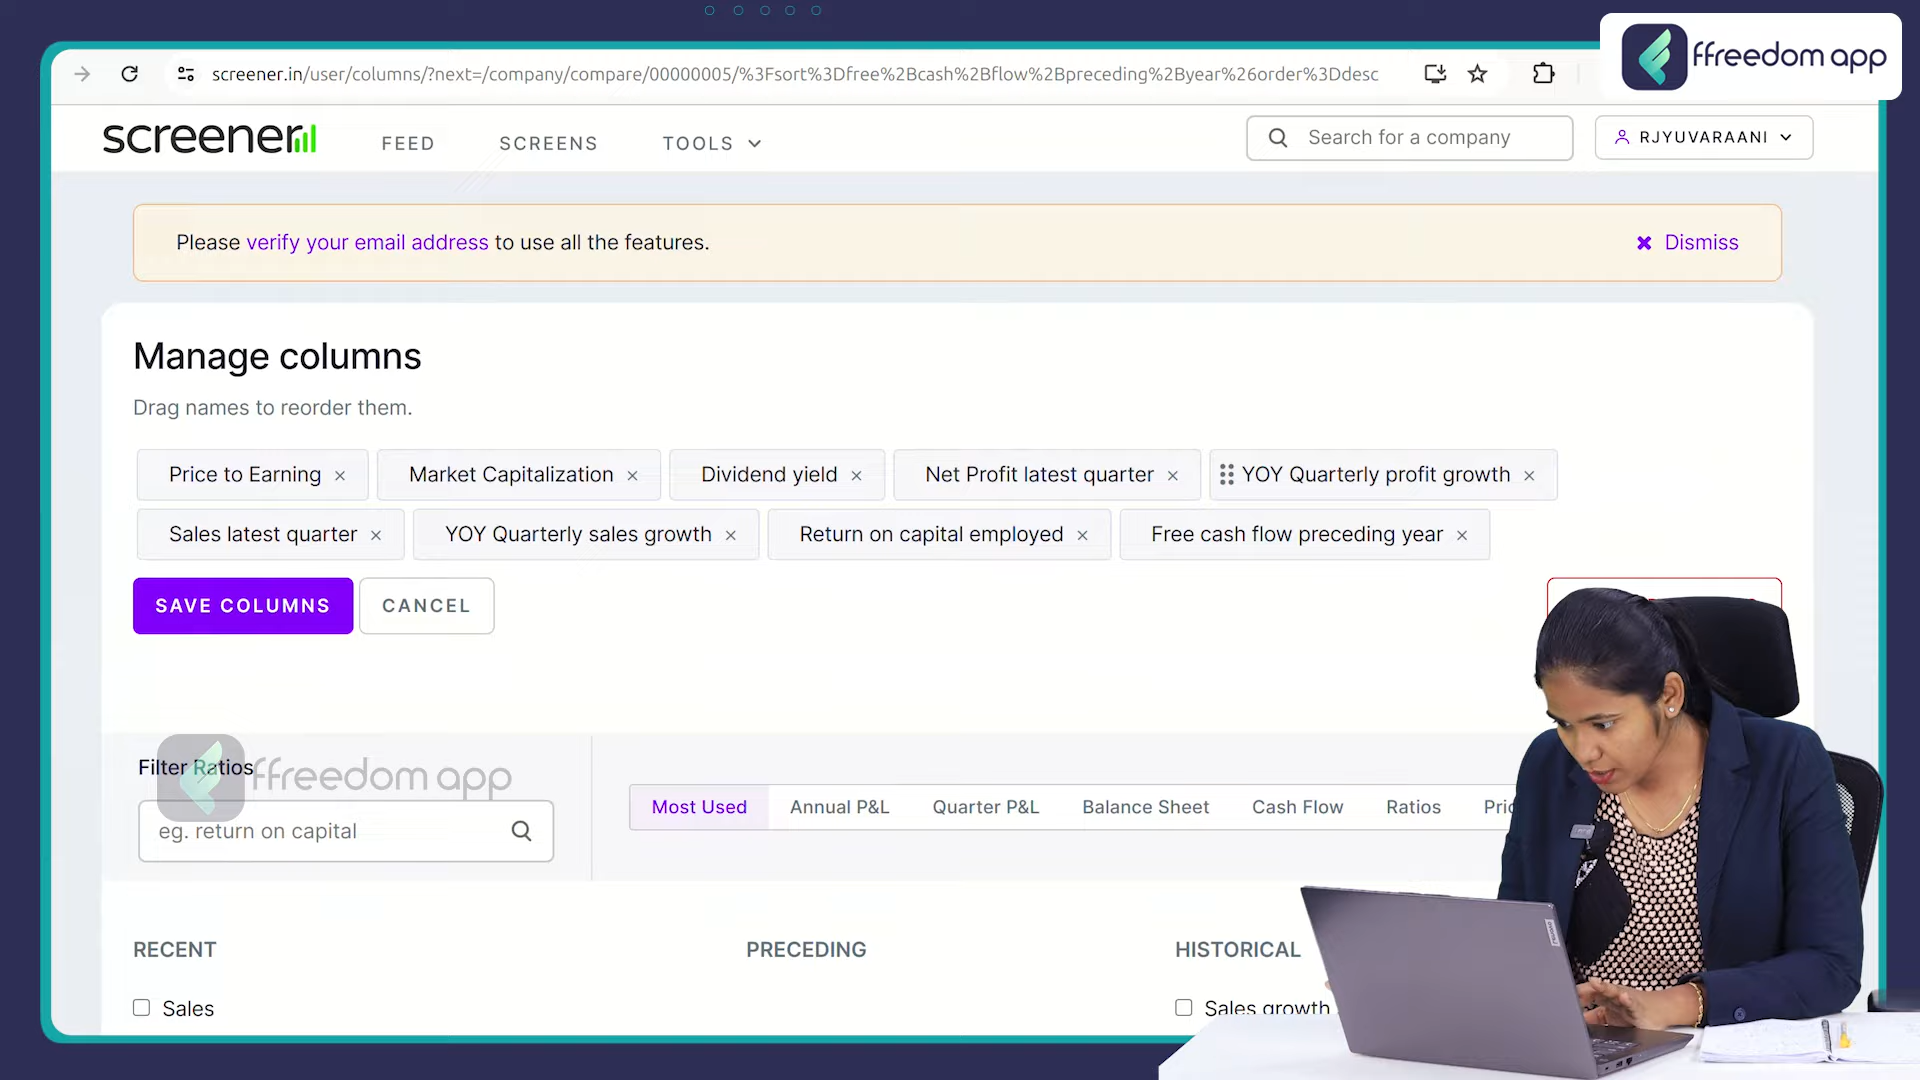 ffreedom app
screener.in/user/columns/?next=/company/compare/00000005/%3Fsort%3Dfree%2Bcash%2Bflow%2Bpreceding%2Byear%26order%3Ddesc
screener
FEED
SCREENS
TOOLS
Search for a company
RJYUVARAANI
Please verify your email address to use all the features.
Dismiss
Manage columns
Drag names to reorder them.
Price to Earning
Market Capitalization
Dividend yield
Net Profit latest quarter
YOY Quarterly profit growth
Sales latest quarter
YOY Quarterly sales growth
Return on capital employed
Free cash flow preceding year
SAVE COLUMNS
CANCEL
Filter Ratios
ffreedom app
eg. return on capital
Most Used
Annual P&L
Quarter P&L
Balance Sheet
Cash Flow
Ratios
RECENT
PRECEDING
HISTORICAL
Sales
Sales growth